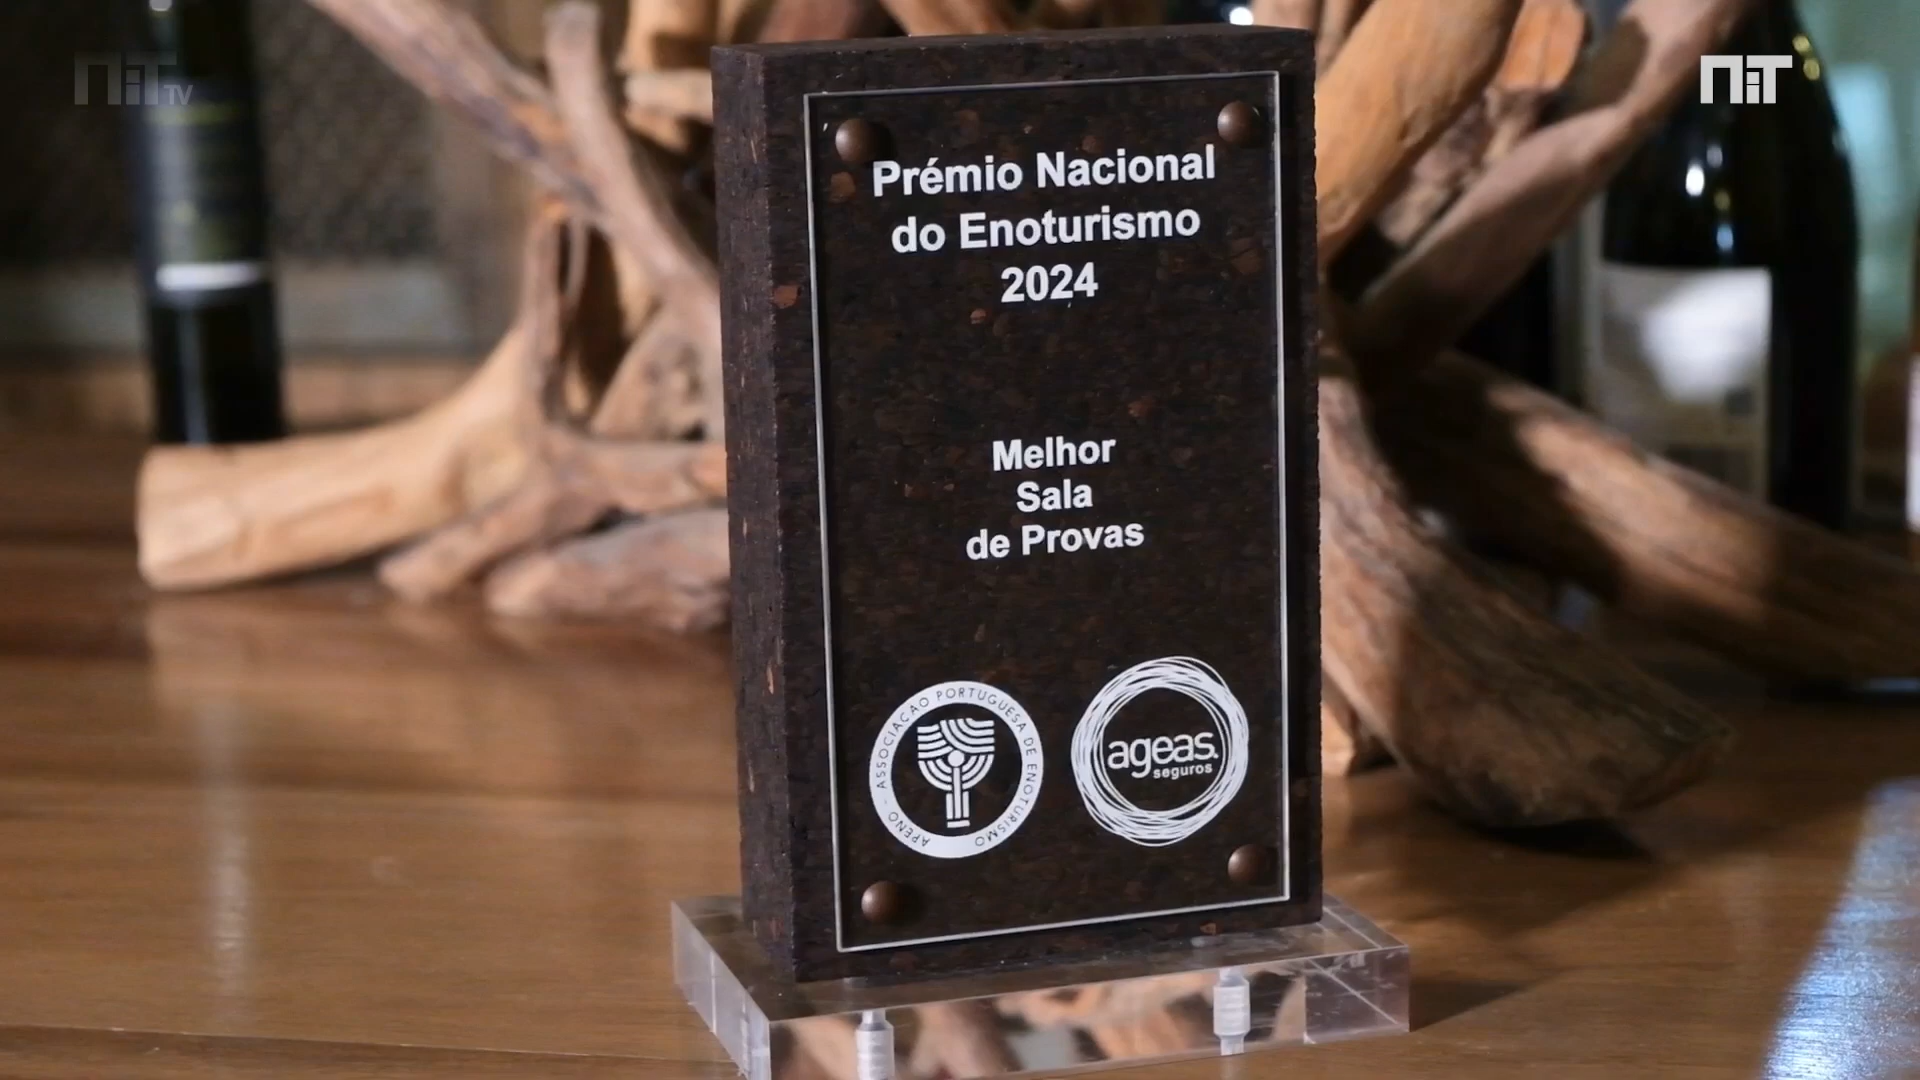 NiT TV
NiT
Prémio Nacional
do Enoturismo
2024
Melhor
Sala
de Provas
APENO - ASSOCIAÇÃO PORTUGUESA DE ENOTURISMO
ageas.
seguros